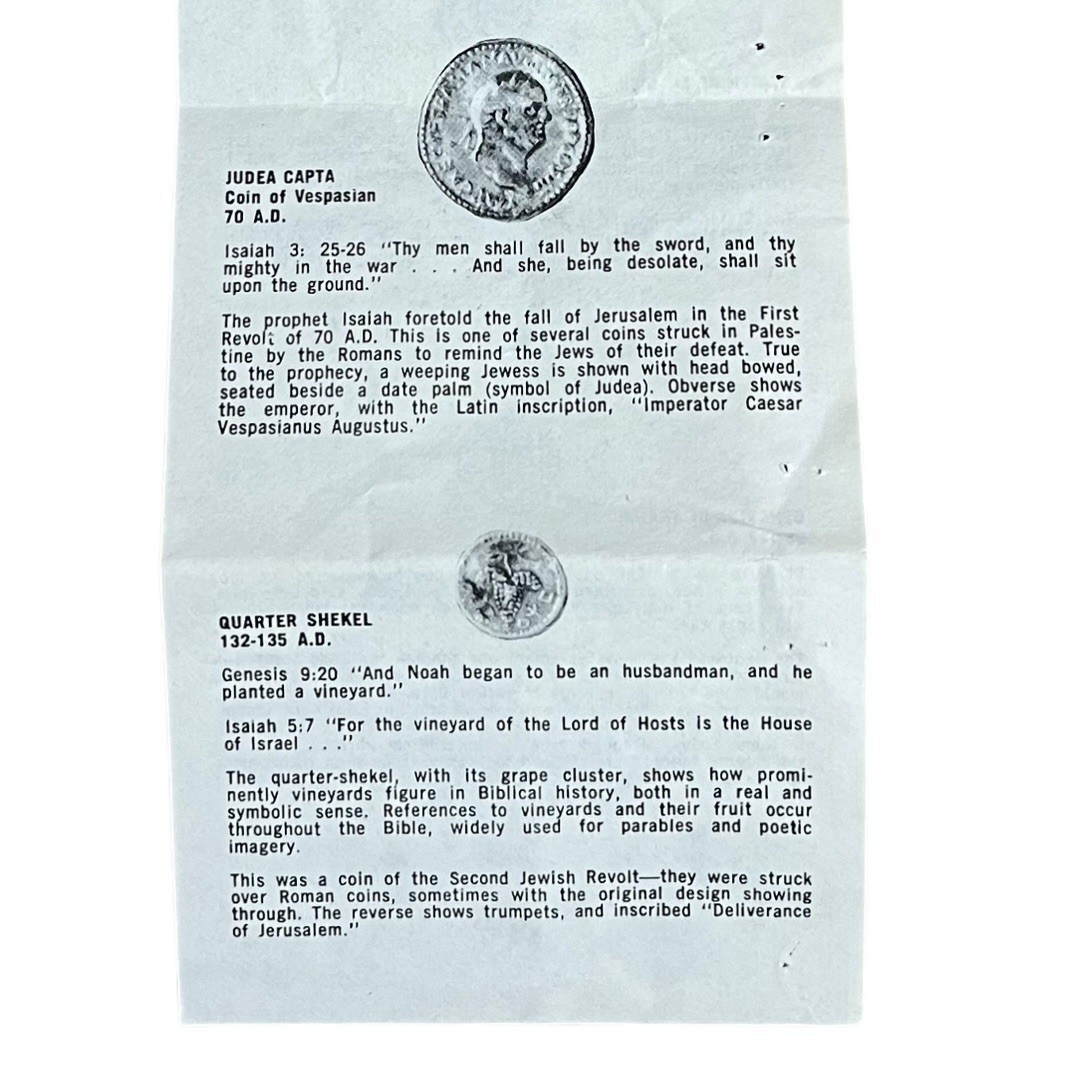 JUDEA CAPTA
Coin of Vespasian
70 A.D.
Isaiah 3: 25-26 “Thy men shall fall by the sword, and thy
mighty in the war . . . And she, being desolate, shall sit
upon the ground.”
The prophet Isaiah foretold the fall of Jerusalem in the First
Revolt of 70 A.D. This is one of several coins struck in Pales-
tine by the Romans to remind the Jews of their defeat. True
to the prophecy, a weeping Jewess is shown with head bowed,
seated beside a date palm (symbol of Judea). Obverse shows
the emperor, with the Latin inscription, “Imperator Caesar
Vespasianus Augustus.”
QUARTER SHEKEL
132-135 A.D.
Genesis 9:20 “And Noah began to be an husbandman, and he
planted a vineyard.”
Isaiah 5:7 “For the vineyard of the Lord of Hosts is the House
of Israel . . .”
The quarter-shekel, with its grape cluster, shows how promi-
nently vineyards figure in Biblical history, both in a real and
symbolic sense. References to vineyards and their fruit occur
throughout the Bible, widely used for parables and poetic
imagery.
This was a coin of the Second Jewish Revolt—they were struck
over Roman coins, sometimes with the original design showing
through. The reverse shows trumpets, and inscribed “Deliverance
of Jerusalem.”